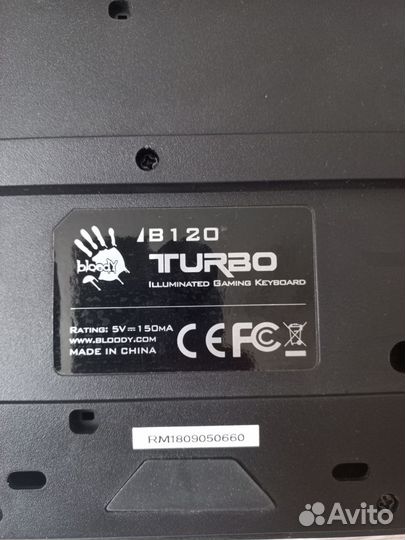 B120
bloody
TURBO
ILLUMINATED GAMING KEYBOARD
RATING: 5V⎓150MA
WWW.BLOODY.COM
MADE IN CHINA
CE FC
RM1809050660
Avito